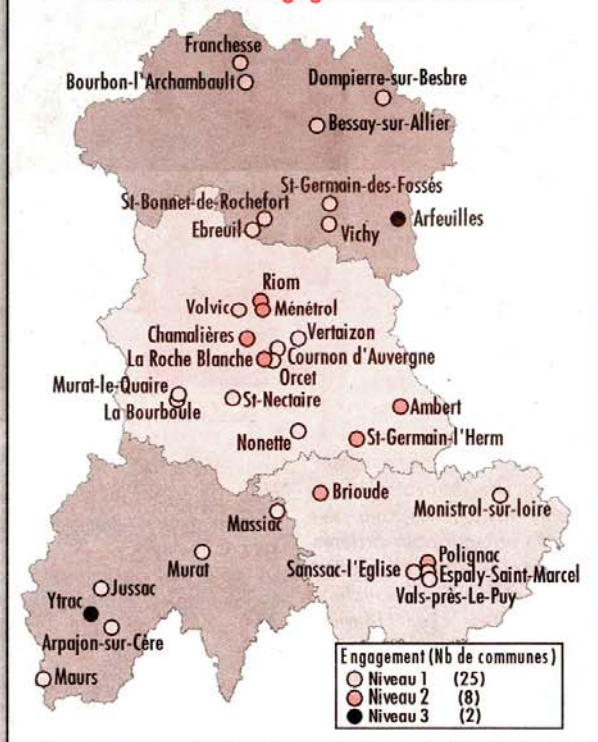 Franchesse
Bourbon-l'Archambault
Dompierre-sur-Besbre
Bessay-sur-Allier
St-Germain-des-Fossés
St-Bonnet-de-Rochefort
Ebreuil
Vichy
Arfeuilles
Riom
Volvic
Ménétrol
Chamalières
Vertaizon
La Roche Blanche
Cournon d'Auvergne
Orcet
Murat-le-Quaire
La Bourboule
St-Nectaire
Ambert
Nonette
St-Germain-l'Herm
Brioude
Monistrol-sur-loire
Massiac
Murat
Polignac
Sanssac-l'Eglise
Espaly-Saint-Marcel
Vals-près-Le-Puy
Jussac
Ytrac
Arpajon-sur-Cére
Maurs
Engagement (Nb de communes)
Niveau 1 (25)
Niveau 2 (8)
Niveau 3 (2)